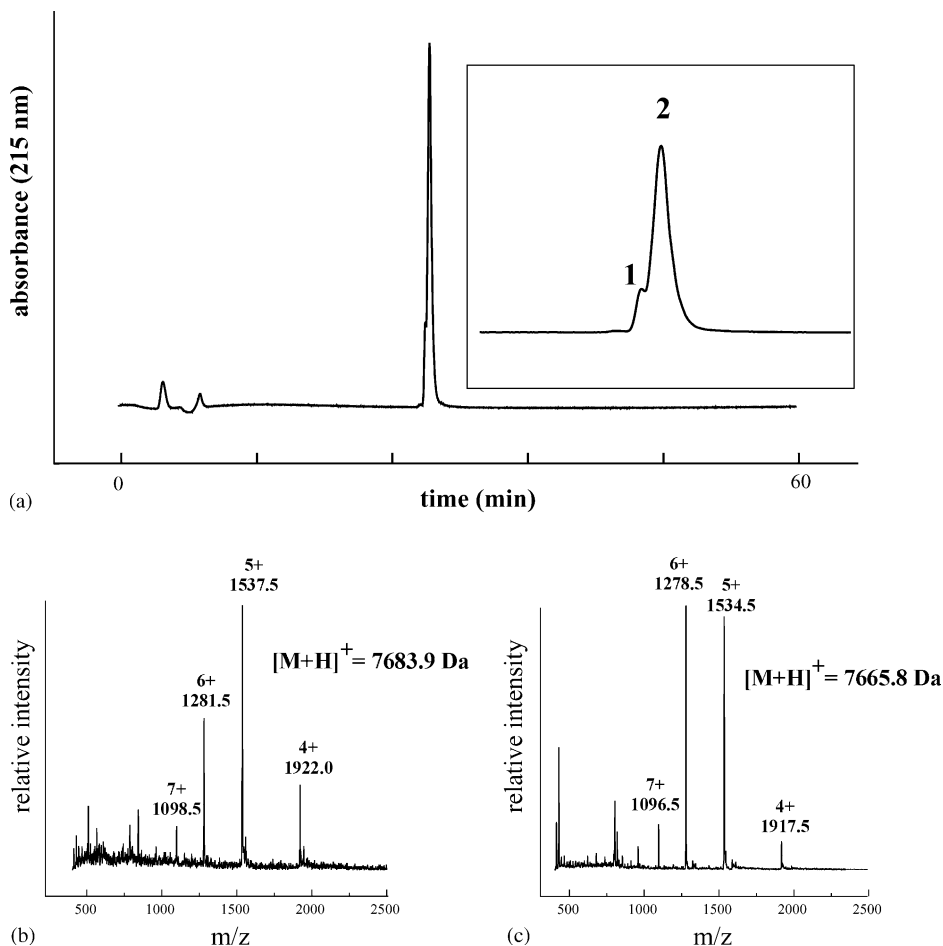 absorbance (215 nm)
2
1
0
60
time (min)
(a)
relative intensity
5+
1537.5
[M+H]+= 7683.9 Da
6+
1281.5
4+
1922.0
7+
1098.5
500
1000
1500
2000
2500
m/z
(b)
relative intensity
6+
1278.5
5+
1534.5
[M+H]+= 7665.8 Da
7+
1096.5
4+
1917.5
500
1000
1500
2000
2500
m/z
(c)